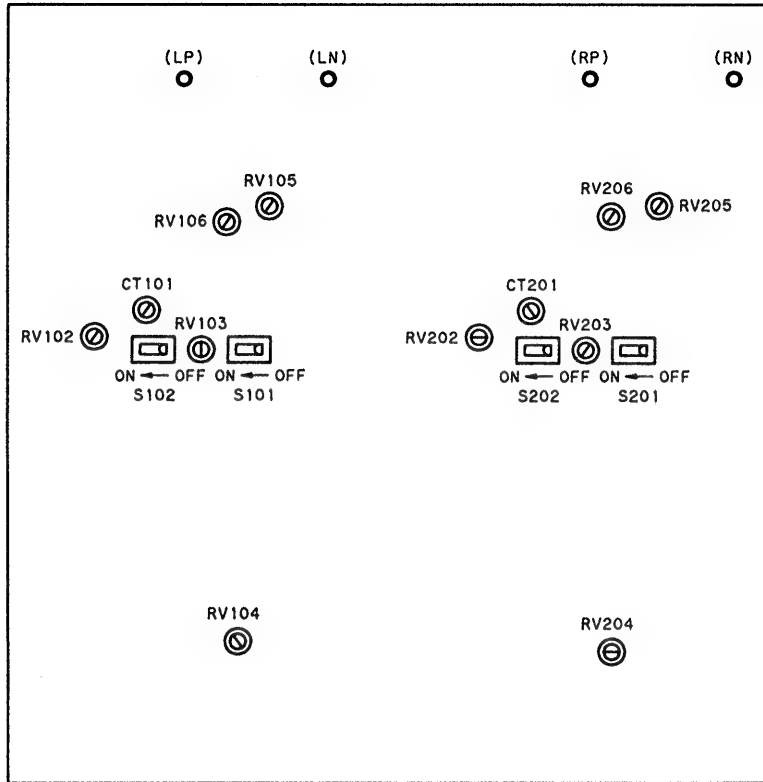 (LP) (LN) (RP) (RN)
RV105
RV106
RV206
RV205
CT101
CT201
RV102
RV103
RV202
RV203
ON ← OFF ON ← OFF ON ← OFF ON ← OFF
S102 S101 S202 S201
RV104
RV204